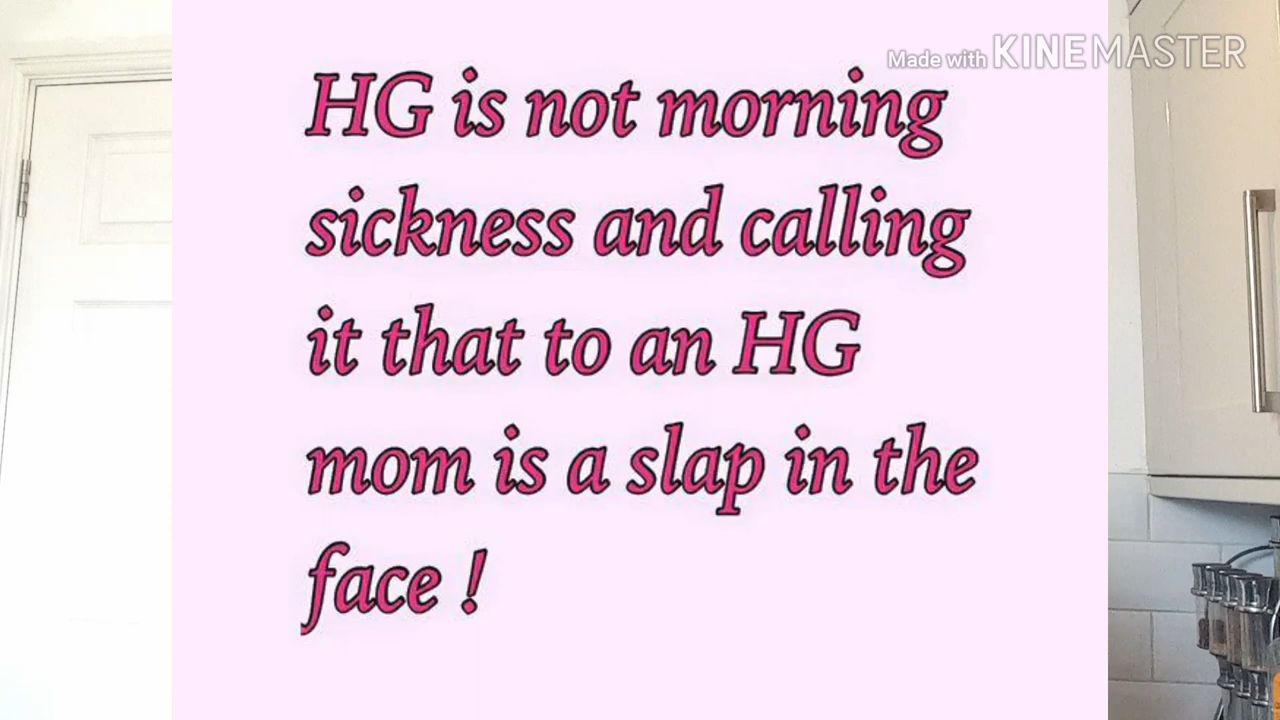 Made with KINEMASTER
HG is not morning
sickness and calling
it that to an HG
mom is a slap in the
face !